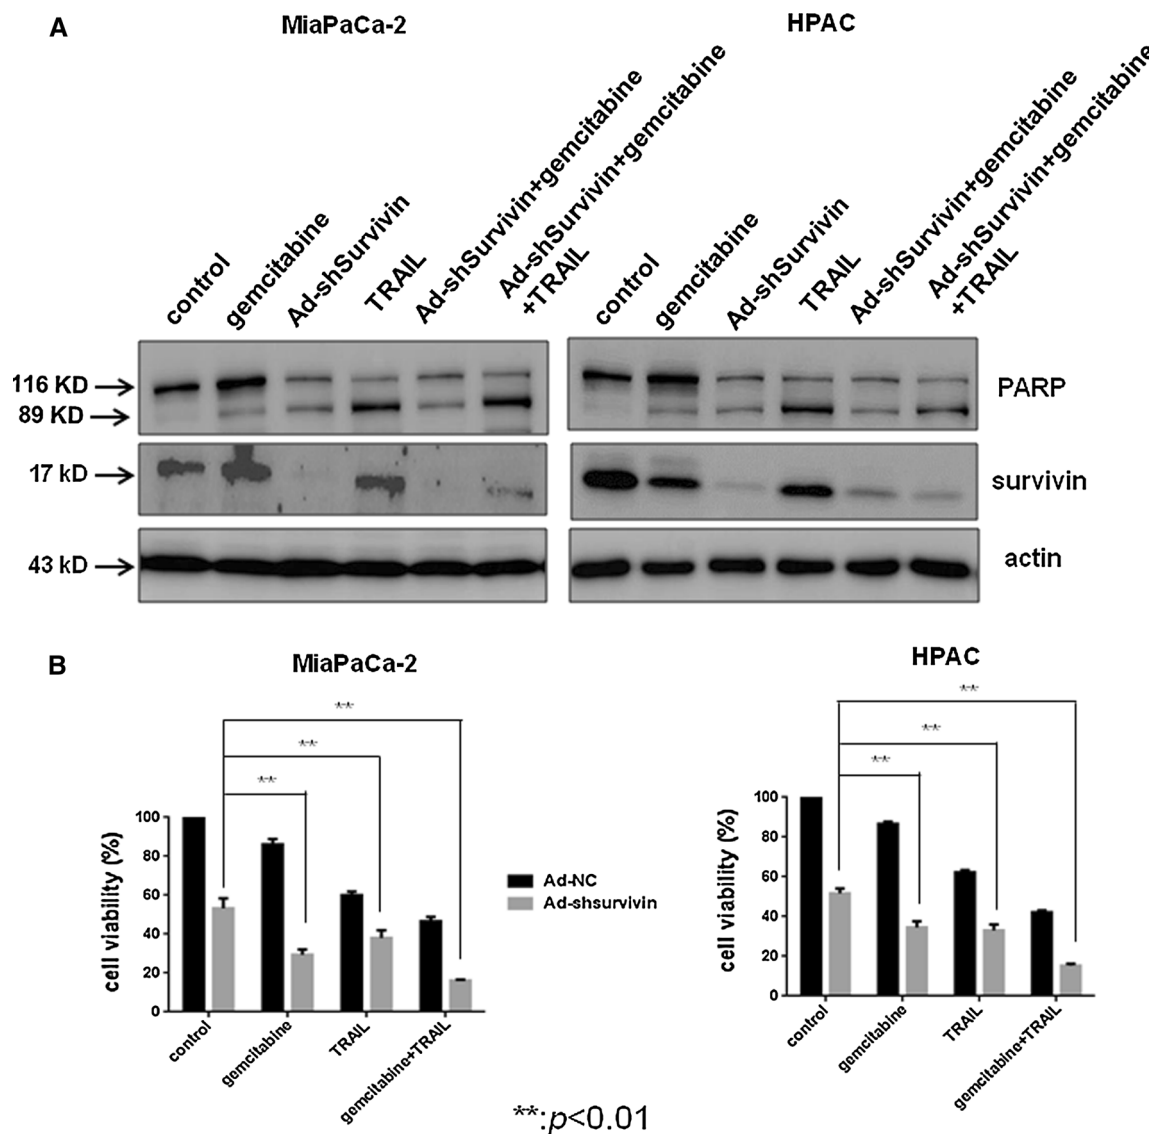 A
MiaPaCa-2
HPAC
control
gemcitabine
Ad-shSurvivin
TRAIL
Ad-shSurvivin+gemcitabine
Ad-shSurvivin+gemcitabine
+TRAIL
control
gemcitabine
Ad-shSurvivin
TRAIL
Ad-shSurvivin+gemcitabine
Ad-shSurvivin+gemcitabine
+TRAIL
116 KD
89 KD
PARP
17 kD
survivin
43 kD
actin
B
MiaPaCa-2
**
**
**
cell viability (%)
100
80
60
40
20
0
control
gemcitabine
TRAIL
gemcitabine+TRAIL
Ad-NC
Ad-shsurvivin
HPAC
**
**
**
cell viability (%)
100
80
60
40
20
0
control
gemcitabine
TRAIL
gemcitabine+TRAIL
**:p<0.01